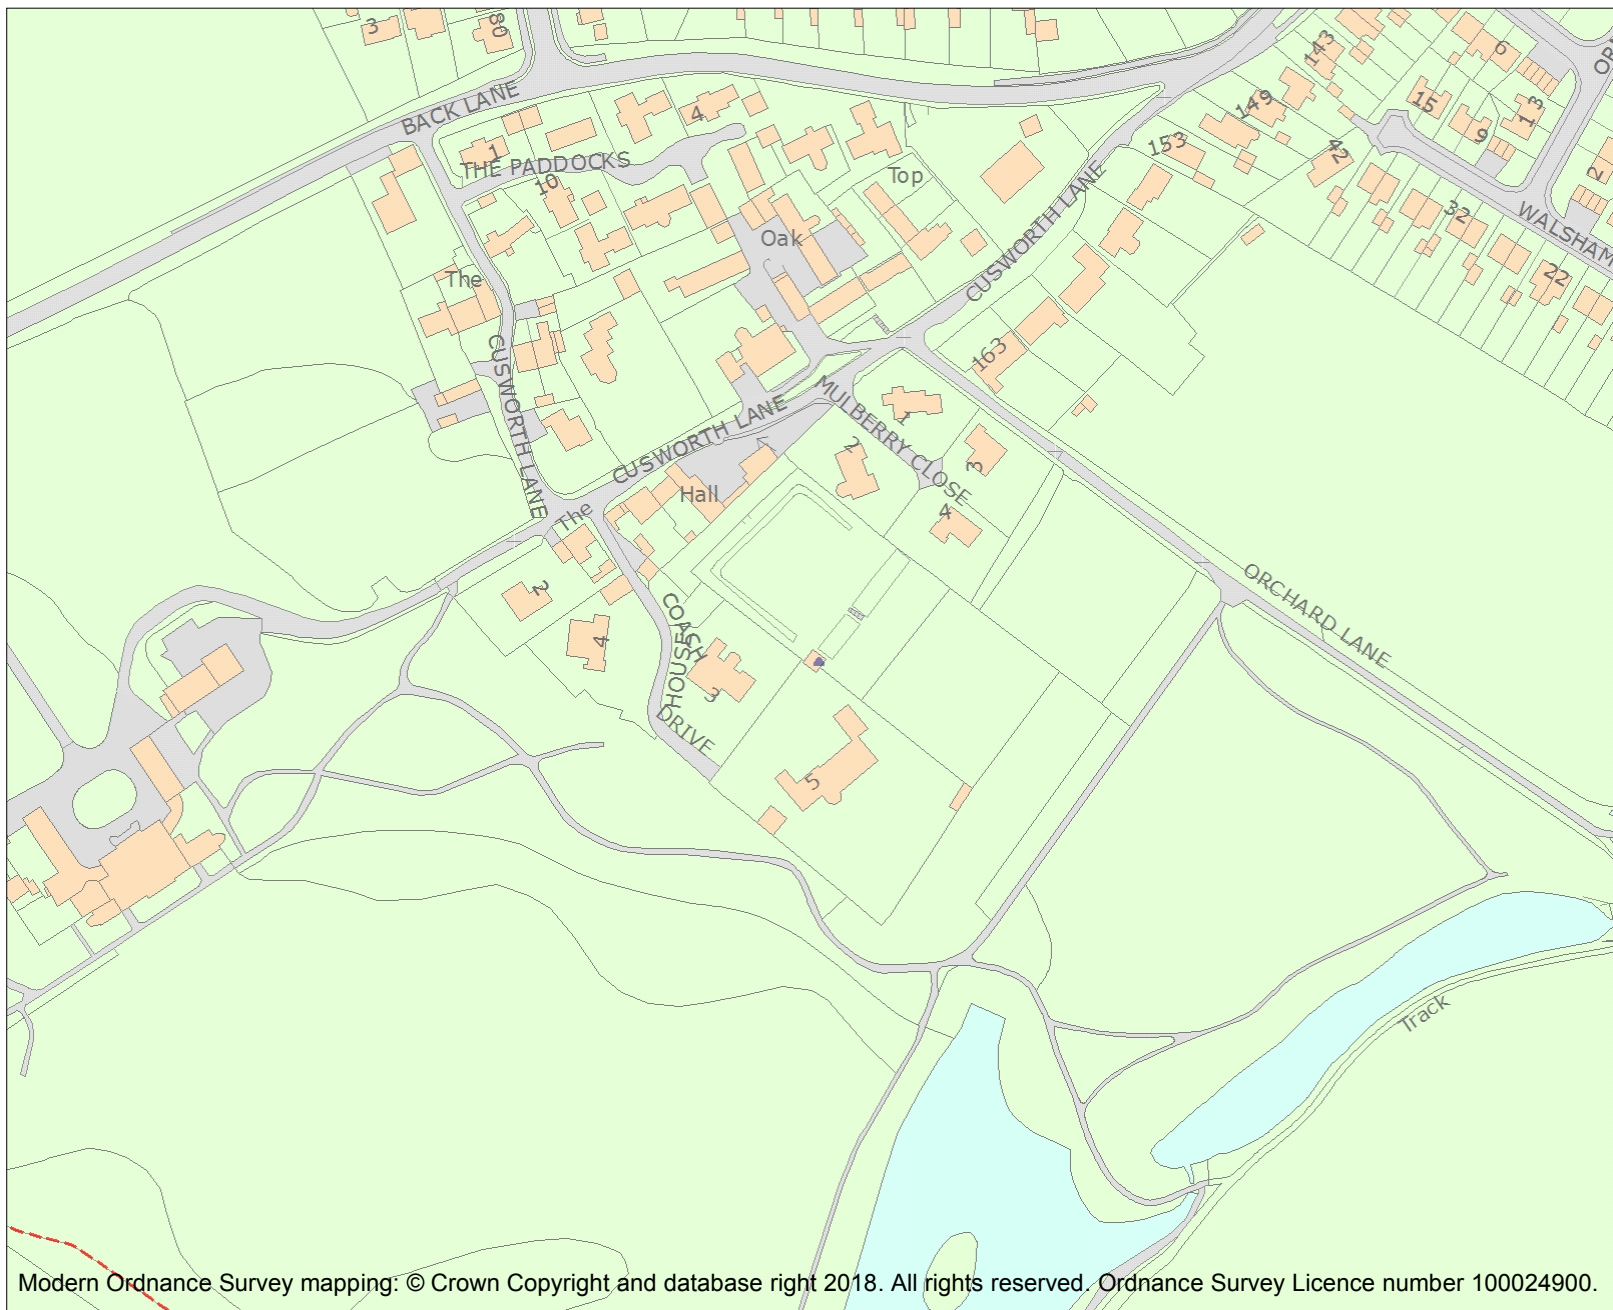 3
80
BACK LANE
1
4
THE PADDOCKS
10
Top
Oak
The
CUSWORTH LANE
CUSWORTH LANE
CUSWORTH LANE
143
149
153
6
15
9
13
42
32
22
2
WALSHAM
163
MULBERRY CLOSE
1
2
3
4
Hall
The
2
4
COACH
HOUSE
DRIVE
3
5
ORCHARD LANE
Track
Modern Ordnance Survey mapping: © Crown Copyright and database right 2018. All rights reserved. Ordnance Survey Licence number 100024900.